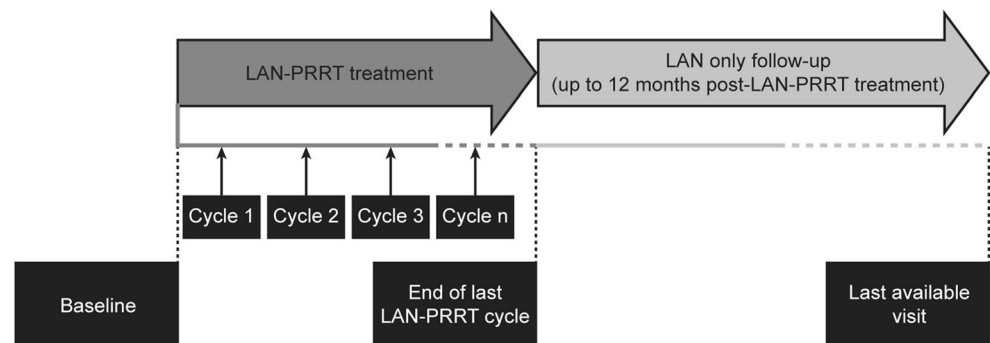 LAN-PRRT treatment
LAN only follow-up
(up to 12 months post-LAN-PRRT treatment)
Cycle 1
Cycle 2
Cycle 3
Cycle n
Baseline
End of last
LAN-PRRT cycle
Last available
visit